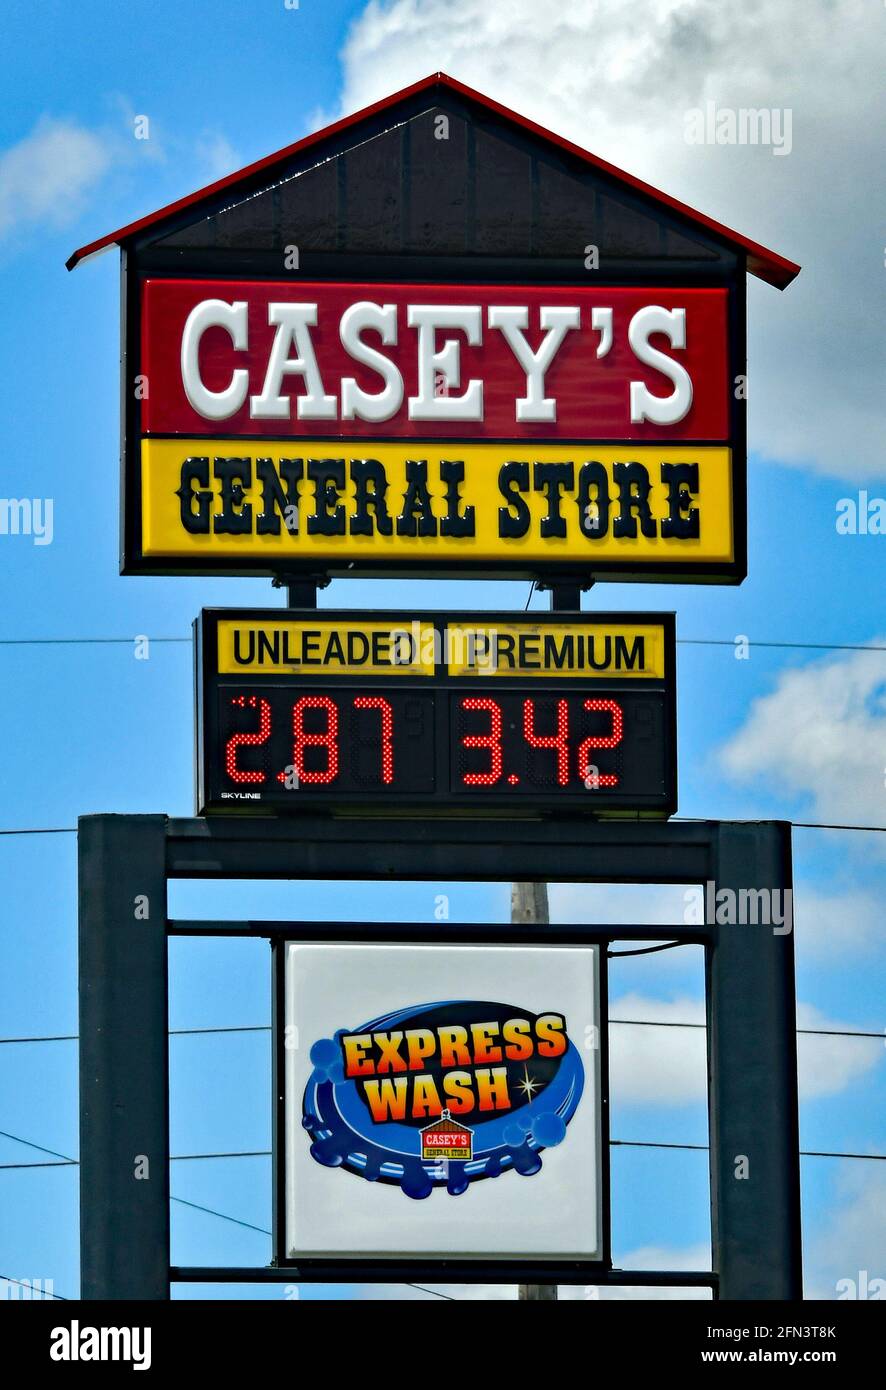 CASEY'S
GENERAL STORE
UNLEADED PREMIUM
2.87 3.42
SKYLINE
EXPRESS
WASH
CASEY'S
GENERAL STORE
alamy
Image ID: 2FN3T8K
www.alamy.com